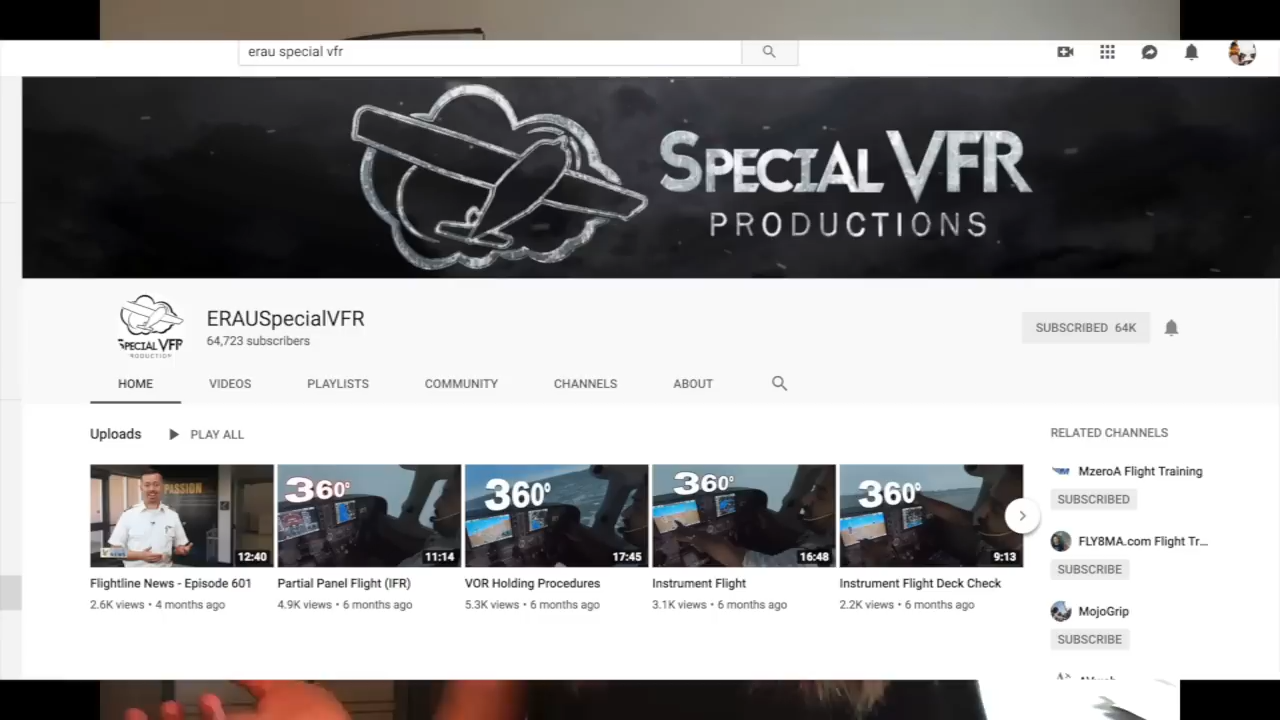 erau special vfr
SPECIAL VFR
PRODUCTIONS
SPECIAL VFR
PRODUCTION
ERAUSpecialVFR
64,723 subscribers
SUBSCRIBED 64K
HOME VIDEOS PLAYLISTS COMMUNITY CHANNELS ABOUT
Uploads PLAY ALL
RELATED CHANNELS
PASSION
NEWS
12:40
360°
11:14
360°
17:45
360°
16:48
360°
9:13
Flightline News - Episode 601
2.6K views • 4 months ago
Partial Panel Flight (IFR)
4.9K views • 6 months ago
VOR Holding Procedures
5.3K views • 6 months ago
Instrument Flight
3.1K views • 6 months ago
Instrument Flight Deck Check
2.2K views • 6 months ago
MzeroA Flight Training
SUBSCRIBED
FLY8MA.com Flight Tr...
SUBSCRIBE
MojoGrip
SUBSCRIBE